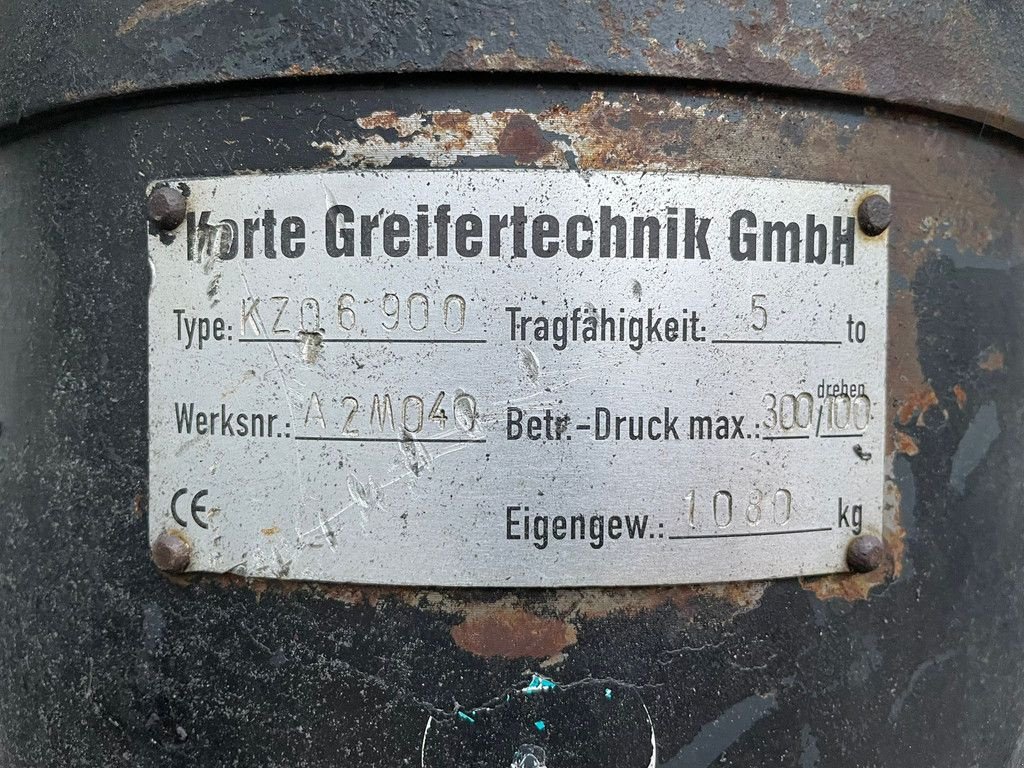 Korte Greifertechnik GmbH
Type: KZQ6.900 Tragfähigkeit: 5 to
drehen
Werksnr.: A2M040 Betr.-Druck max.: 300/100
CE Eigengew.: 1080 kg